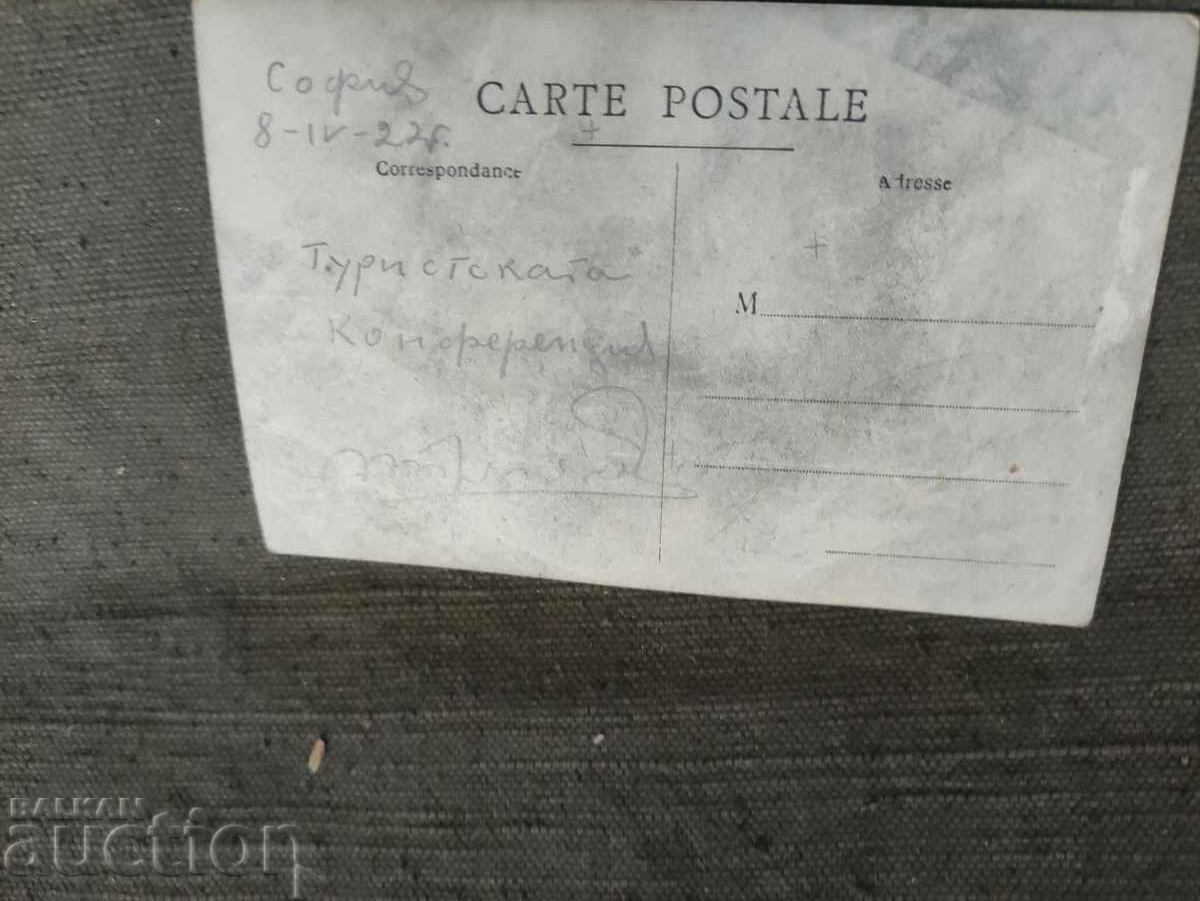 София
8-IV-22г.
CARTE POSTALE
Correspondance
Adresse
Туристската
Конференция
M
BALKAN
auction